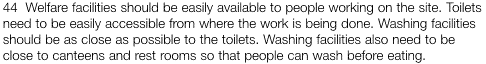 44 Welfare facilities should be easily available to people working on the site. Toilets
need to be easily accessible from where the work is being done. Washing facilities
should be as close as possible to the toilets. Washing facilities also need to be
close to canteens and rest rooms so that people can wash before eating.